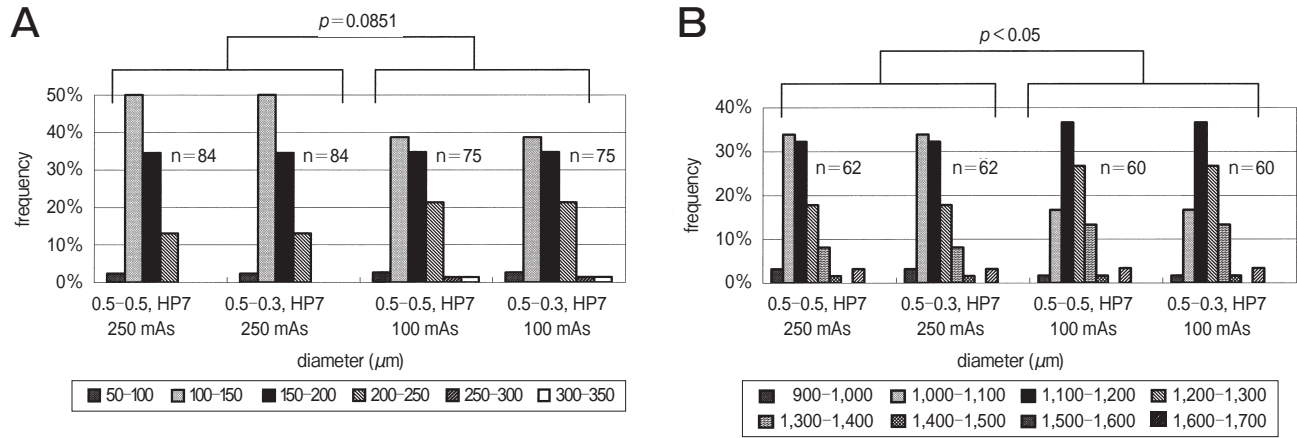 A
p=0.0851
50%
40%
30%
20%
10%
0%
frequency
n=84
n=84
n=75
n=75
0.5–0.5, HP7
250 mAs
0.5–0.3, HP7
250 mAs
0.5–0.5, HP7
100 mAs
0.5–0.3, HP7
100 mAs
diameter (μm)
50–100 100–150 150–200 200–250 250–300 300–350
B
p<0.05
40%
30%
20%
10%
0%
frequency
n=62
n=62
n=60
n=60
0.5–0.5, HP7
250 mAs
0.5–0.3, HP7
250 mAs
0.5–0.5, HP7
100 mAs
0.5–0.3, HP7
100 mAs
diameter (μm)
900–1,000 1,000–1,100 1,100–1,200 1,200–1,300
1,300–1,400 1,400–1,500 1,500–1,600 1,600–1,700